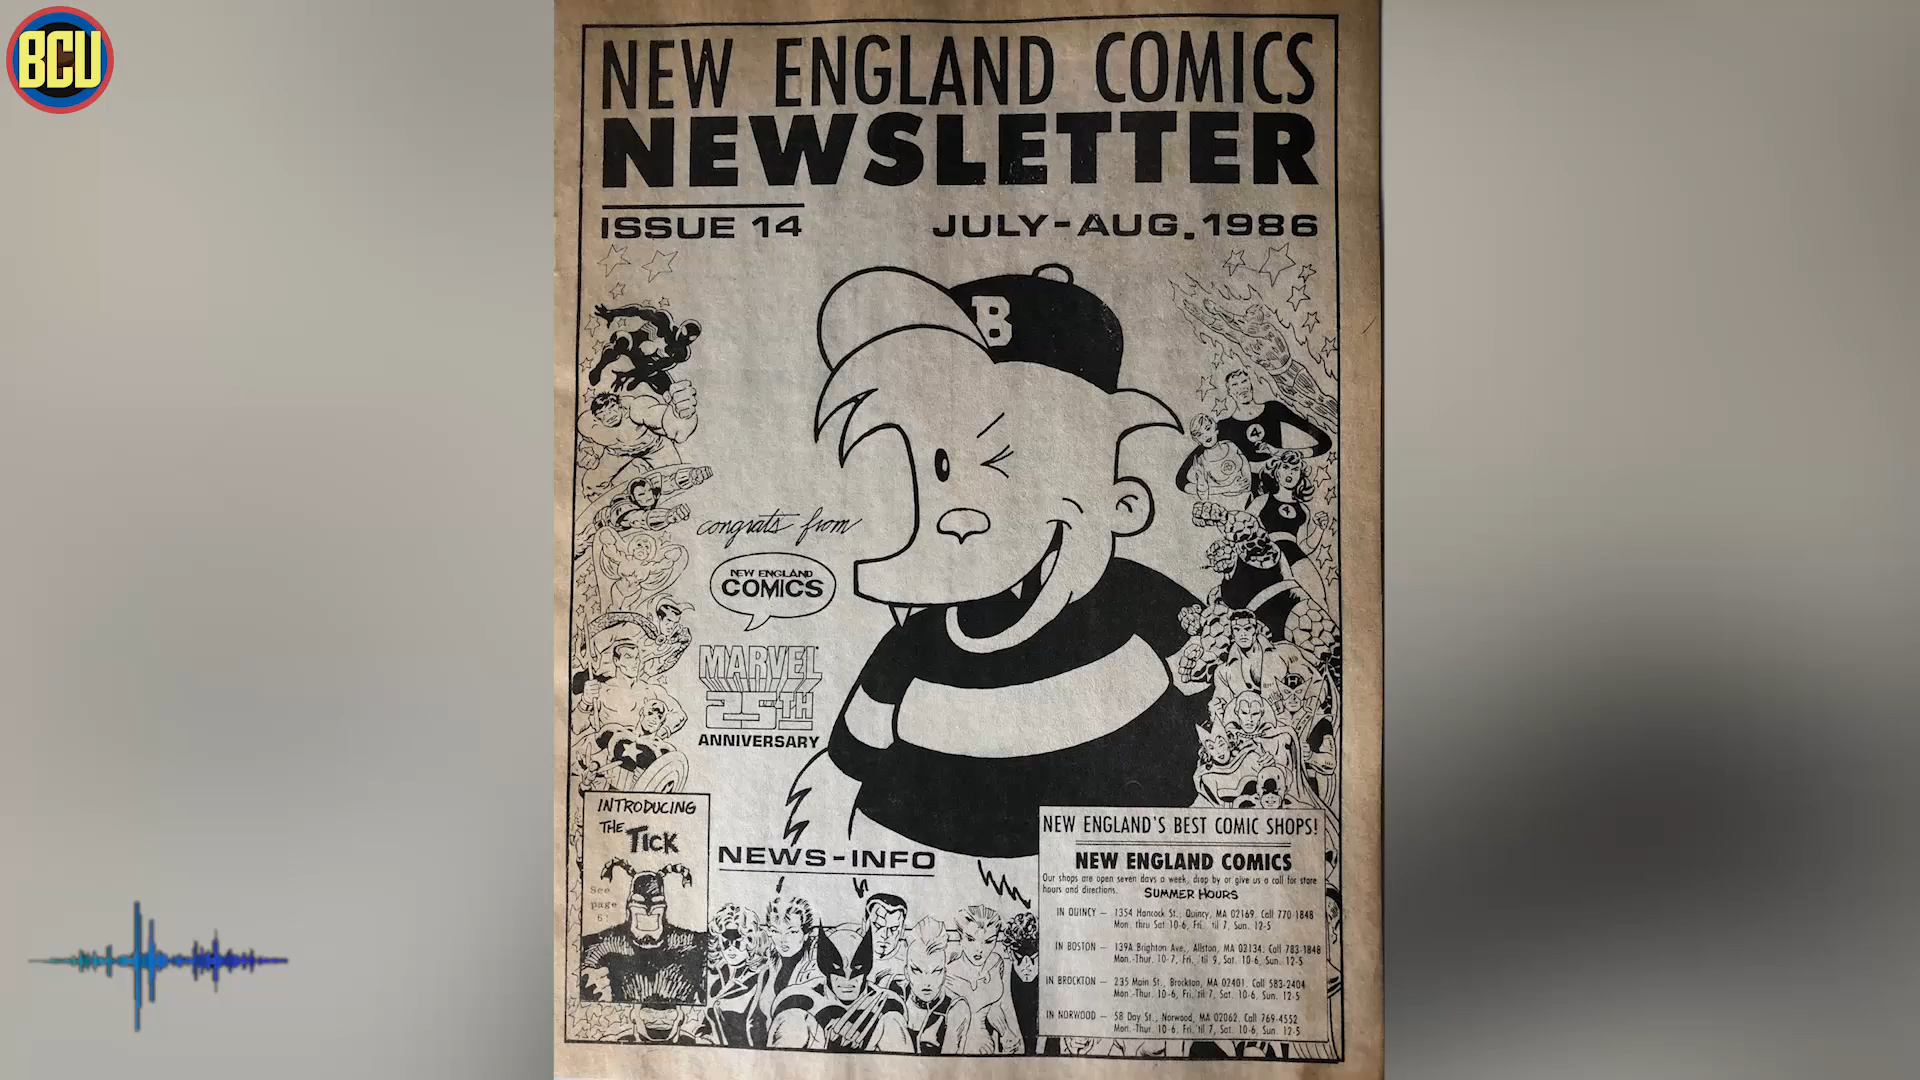 BCU
NEW ENGLAND COMICS
NEWSLETTER
ISSUE 14
JULY-AUG. 1986
B
4
4
congrats from
NEW ENGLAND
COMICS
MARVEL
25TH
ANNIVERSARY
H
INTRODUCING
THE TICK
See
page
6!
NEWS-INFO
NEW ENGLAND'S BEST COMIC SHOPS!
NEW ENGLAND COMICS
Our shops are open seven days a week, drop by or give us a call for store
hours and directions. SUMMER HOURS
IN QUINCY — 1354 Hancock St., Quincy, MA 02169. Call 770-1848
Mon. thru Sat 10-6, Fri. 'til 7, Sun. 12-5
IN BOSTON — 139A Brighton Ave., Allston, MA 02134. Call 783-1848
Mon.-Thur. 10-7, Fri. 'til 9, Sat. 10-6, Sun. 12-5
IN BROCKTON — 235 Main St., Brockton, MA 02401. Call 583-2404
Mon.-Thur. 10-6, Fri. 'til 7, Sat. 10-6, Sun. 12-5
IN NORWOOD — 58 Day St., Norwood, MA 02062. Call 769-4552
Mon.-Thur. 10-6, Fri. 'til 7, Sat. 10-6, Sun. 12-5